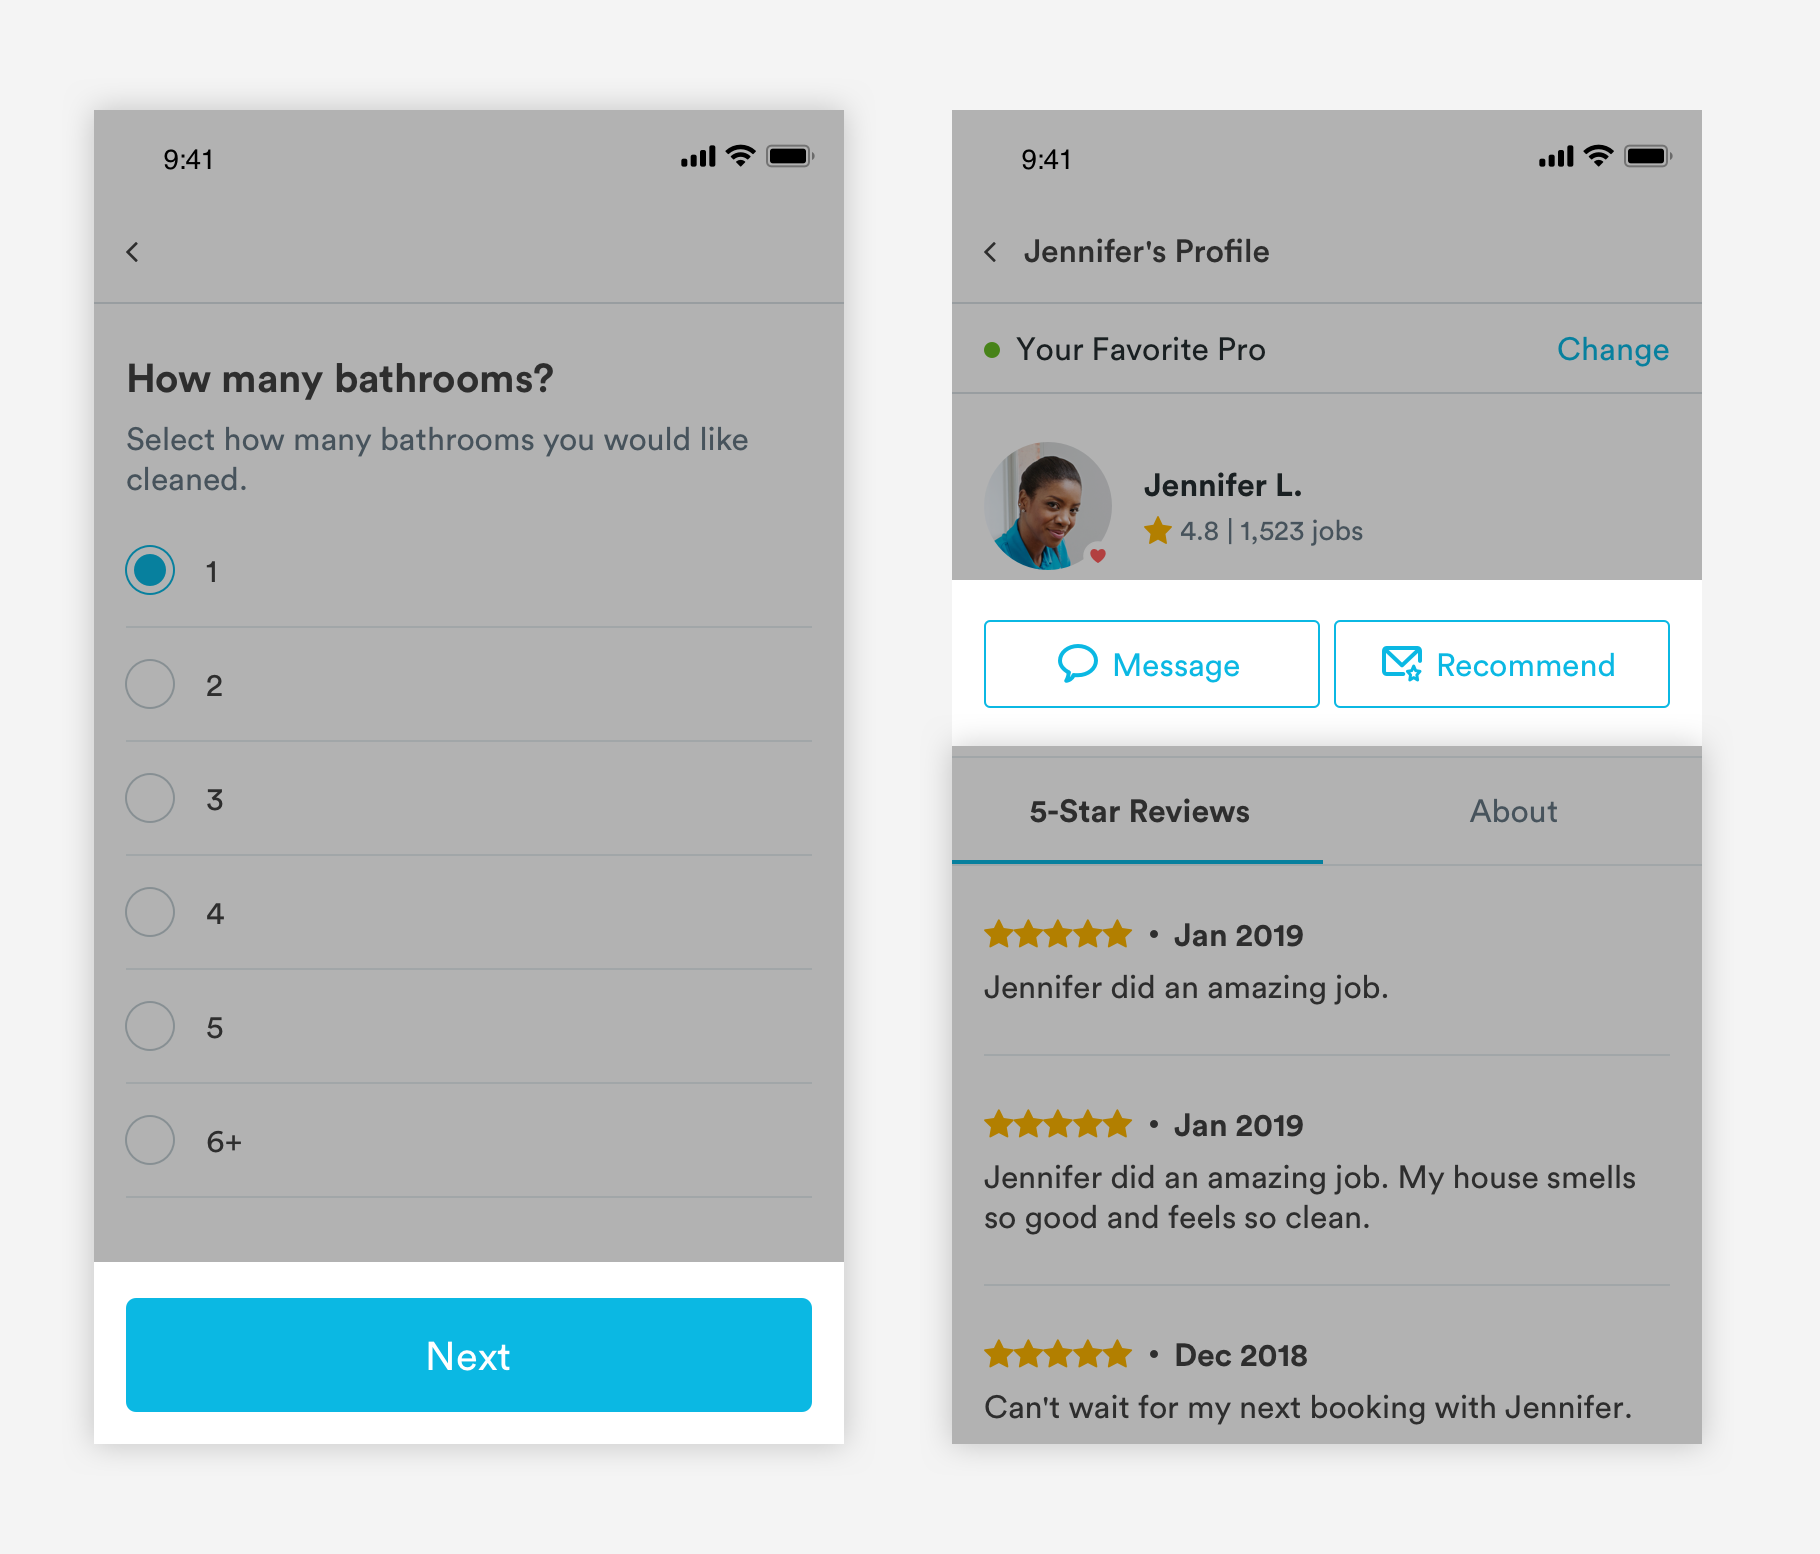 9:41
How many bathrooms?
Select how many bathrooms you would like
cleaned.
1
2
3
4
5
6+
Next
9:41
Jennifer's Profile
Your Favorite Pro
Change
Jennifer L.
4.8 | 1,523 jobs
Message
Recommend
5-Star Reviews
About
• Jan 2019
Jennifer did an amazing job.
• Jan 2019
Jennifer did an amazing job. My house smells
so good and feels so clean.
• Dec 2018
Can't wait for my next booking with Jennifer.